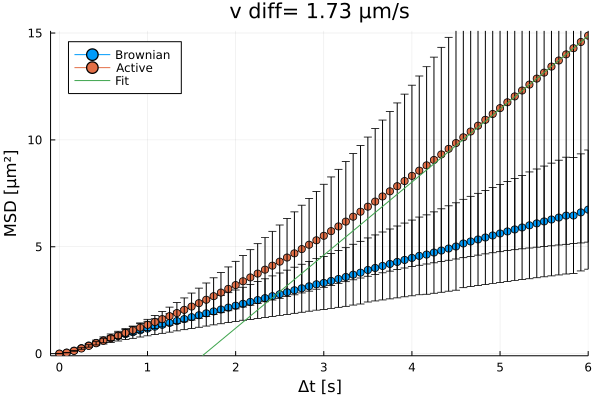 v diff= 1.73 μm/s
Brownian
Active
Fit
15
10
5
0
MSD [μm²]
0 1 2 3 4 5 6
Δt [s]